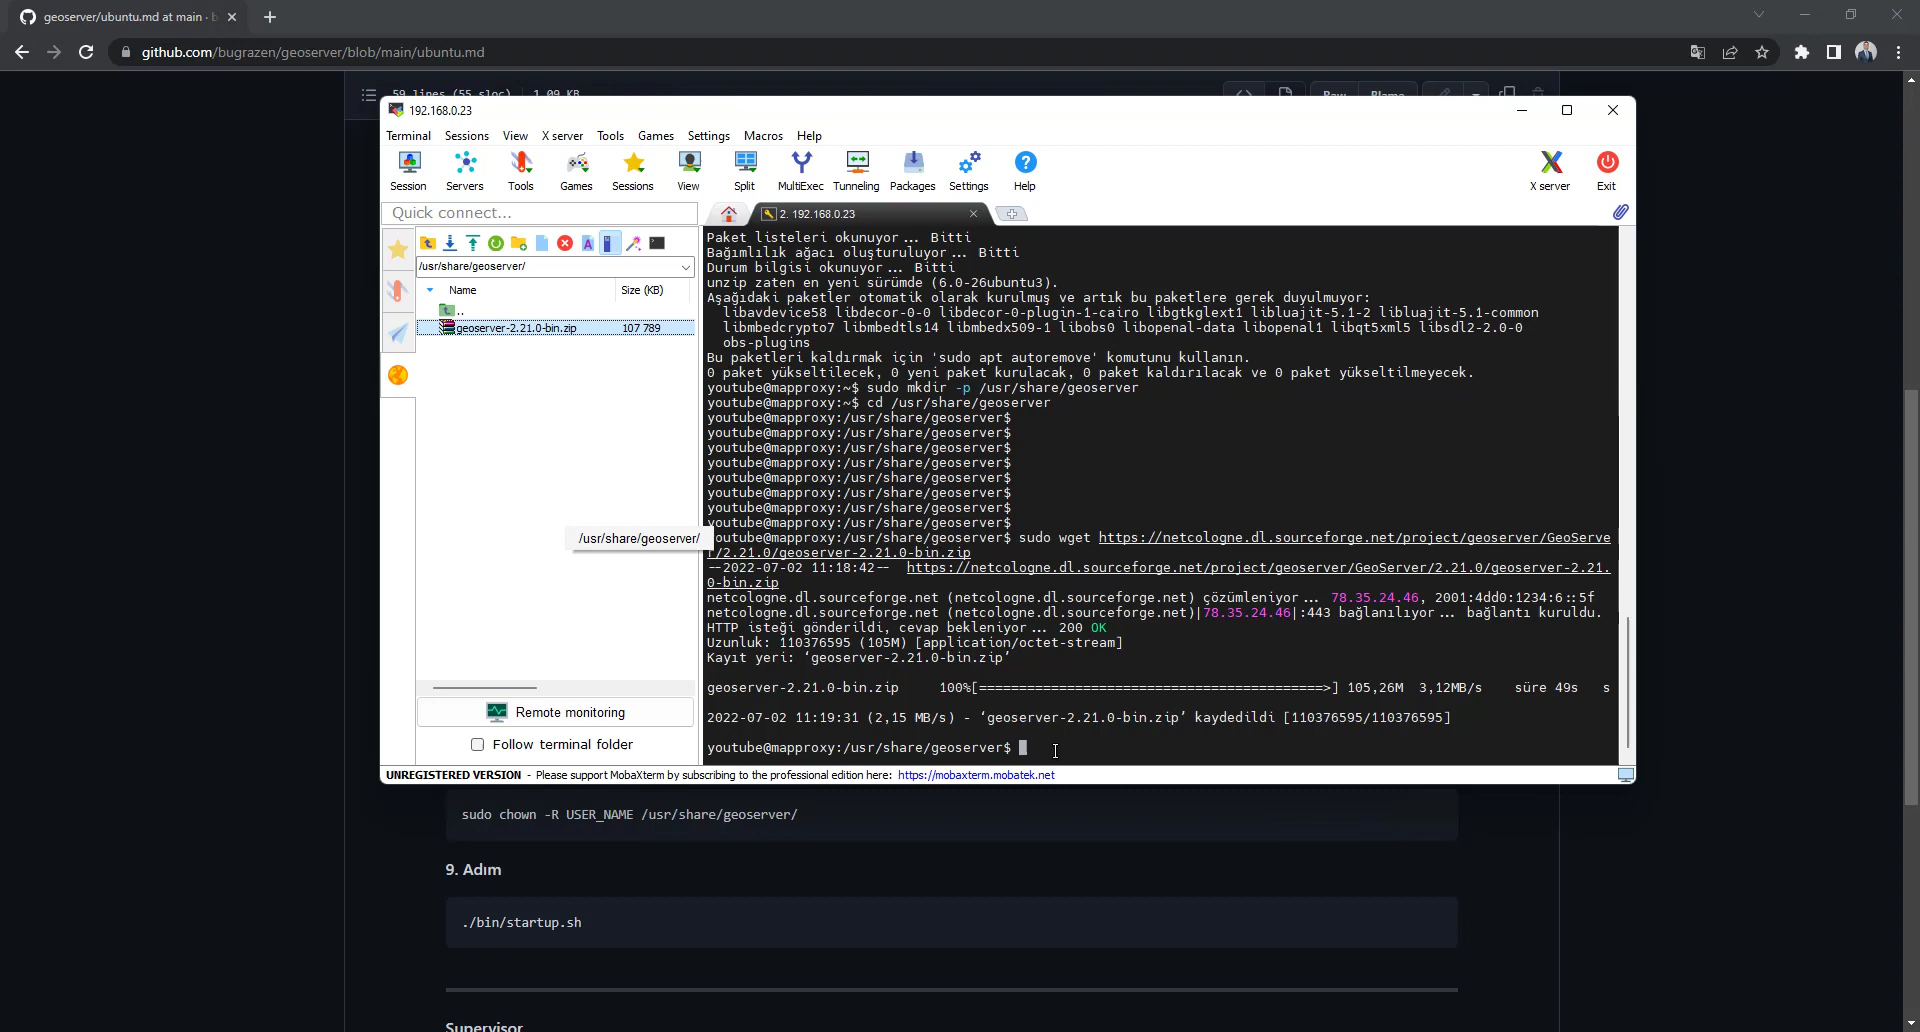 geoserver/ubuntu.md at main · b
github.com/bugrazen/geoserver/blob/main/ubuntu.md
59 lines (55 sloc) 1.09 KB
Raw Blame
192.168.0.23
Terminal Sessions View X server Tools Games Settings Macros Help
Session Servers Tools Games Sessions View Split MultiExec Tunneling Packages Settings Help X server Exit
Quick connect...
2. 192.168.0.23
/usr/share/geoserver/
Name Size (KB)
..
geoserver-2.21.0-bin.zip 107 789
/usr/share/geoserver/
Remote monitoring
Follow terminal folder
Paket listeleri okunuyor... Bitti
Bağımlılık ağacı oluşturuluyor... Bitti
Durum bilgisi okunuyor... Bitti
unzip zaten en yeni sürümde (6.0-26ubuntu3).
Aşağıdaki paketler otomatik olarak kurulmuş ve artık bu paketlere gerek duyulmuyor:
libavdevice58 libdecor-0-0 libdecor-0-plugin-1-cairo libgtkglext1 libluajit-5.1-2 libluajit-5.1-common
libmbedcrypto7 libmbedtls14 libmbedx509-1 libobs0 libopenal-data libopenal1 libqt5xml5 libsdl2-2.0-0
obs-plugins
Bu paketleri kaldırmak için 'sudo apt autoremove' komutunu kullanın.
0 paket yükseltilecek, 0 yeni paket kurulacak, 0 paket kaldırılacak ve 0 paket yükseltilmeyecek.
youtube@mapproxy:~$ sudo mkdir -p /usr/share/geoserver
youtube@mapproxy:~$ cd /usr/share/geoserver
youtube@mapproxy:/usr/share/geoserver$
youtube@mapproxy:/usr/share/geoserver$
youtube@mapproxy:/usr/share/geoserver$
youtube@mapproxy:/usr/share/geoserver$
youtube@mapproxy:/usr/share/geoserver$
youtube@mapproxy:/usr/share/geoserver$
youtube@mapproxy:/usr/share/geoserver$
youtube@mapproxy:/usr/share/geoserver$
youtube@mapproxy:/usr/share/geoserver$ sudo wget https://netcologne.dl.sourceforge.net/project/geoserver/GeoServe
r/2.21.0/geoserver-2.21.0-bin.zip
--2022-07-02 11:18:42-- https://netcologne.dl.sourceforge.net/project/geoserver/GeoServer/2.21.0/geoserver-2.21.
0-bin.zip
netcologne.dl.sourceforge.net (netcologne.dl.sourceforge.net) çözümleniyor... 78.35.24.46, 2001:4dd0:1234:6::5f
netcologne.dl.sourceforge.net (netcologne.dl.sourceforge.net)|78.35.24.46|:443 bağlanılıyor... bağlantı kuruldu.
HTTP isteği gönderildi, cevap bekleniyor... 200 OK
Uzunluk: 110376595 (105M) [application/octet-stream]
Kayıt yeri: ‘geoserver-2.21.0-bin.zip’
geoserver-2.21.0-bin.zip 100%[===========================================>] 105,26M 3,12MB/s süre 49s s
2022-07-02 11:19:31 (2,15 MB/s) - ‘geoserver-2.21.0-bin.zip’ kaydedildi [110376595/110376595]
youtube@mapproxy:/usr/share/geoserver$
UNREGISTERED VERSION - Please support MobaXterm by subscribing to the professional edition here: https://mobaxterm.mobatek.net
sudo chown -R USER_NAME /usr/share/geoserver/
9. Adım
./bin/startup.sh
Supervisor